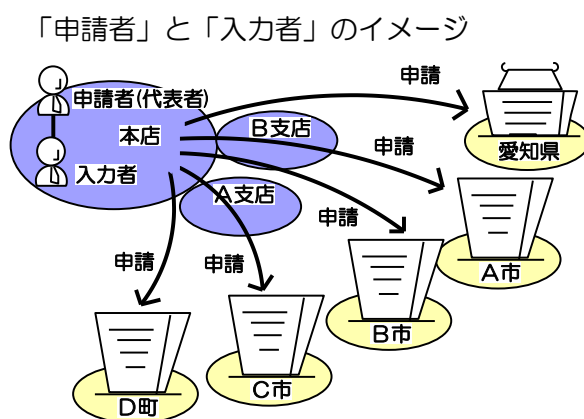 「申請者」と「入力者」のイメージ
申請者(代表者)
本店
入力者
B支店
A支店
申請
愛知県
申請
A市
申請
B市
申請
C市
申請
D町